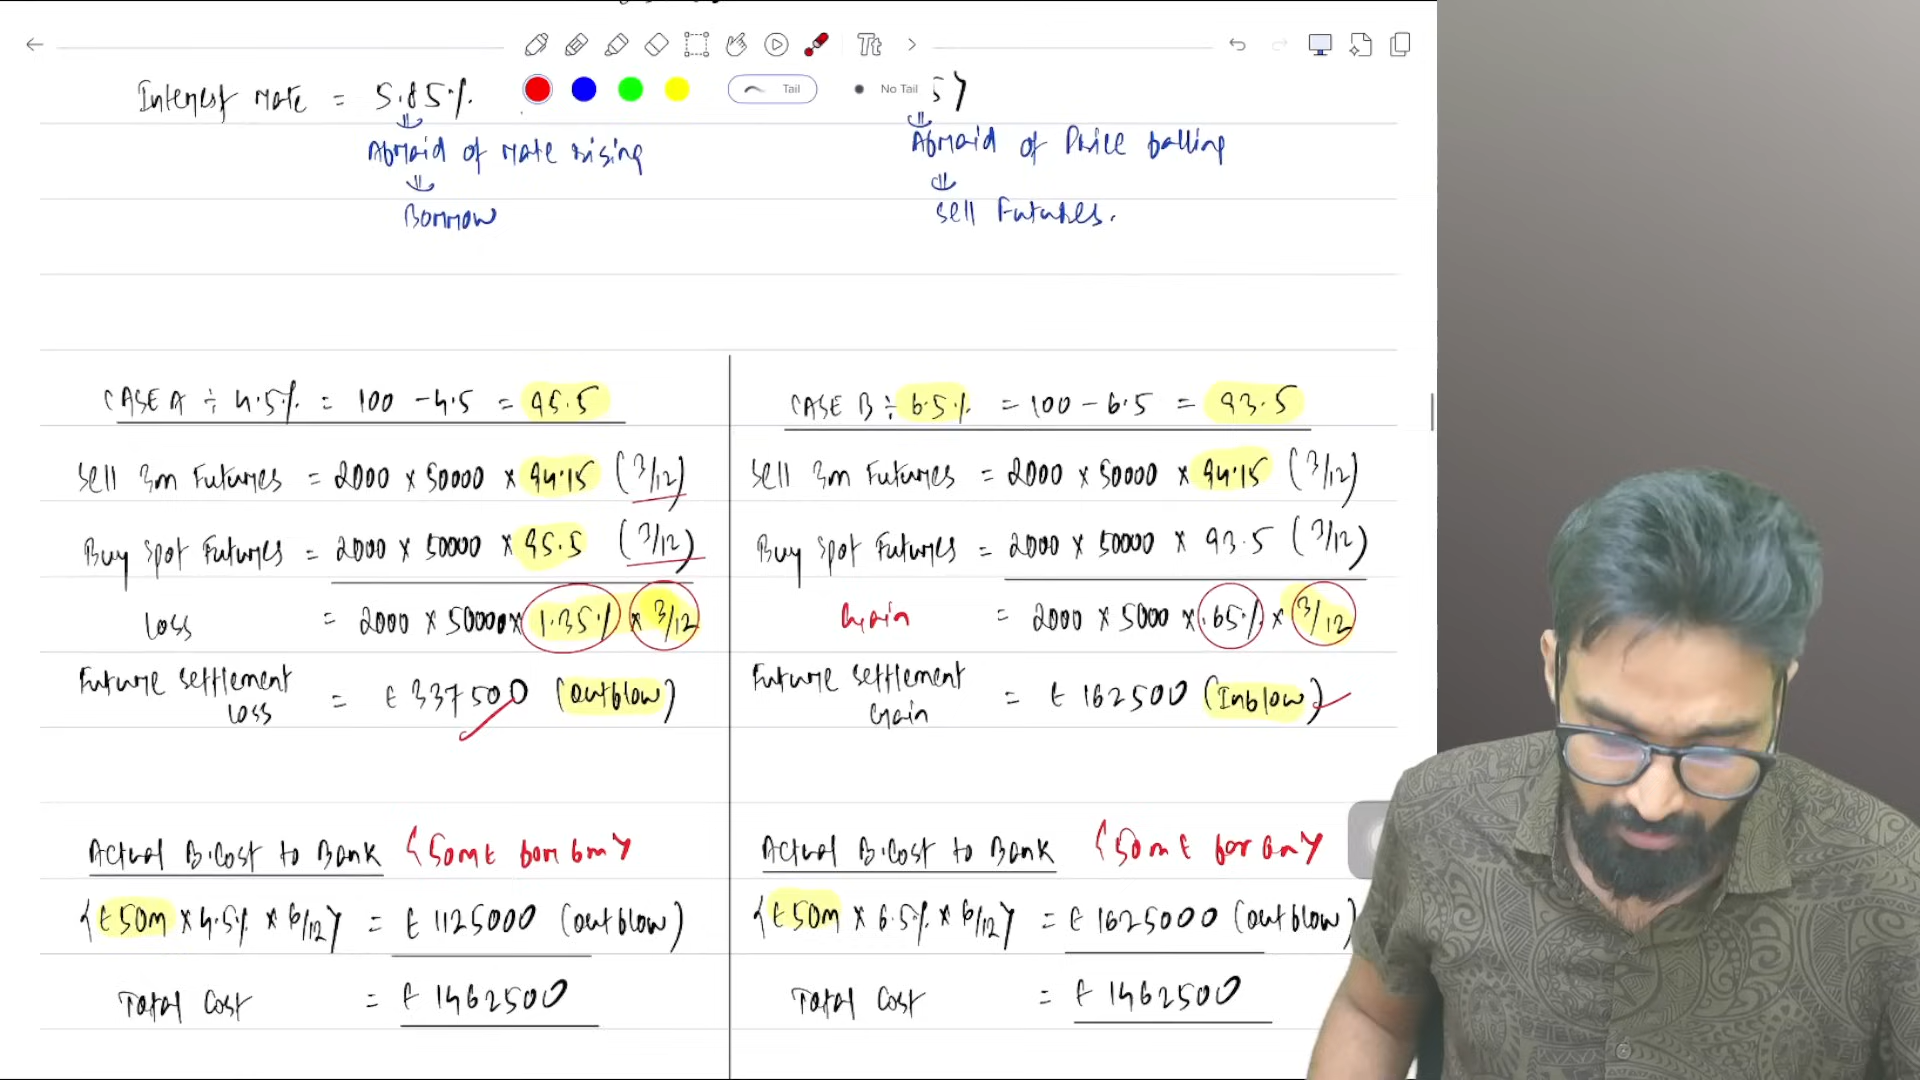 Tail
No Tail
Interest rate = 5.85%
5}
Afraid of rate rising
Afraid of Price falling
Borrow
Sell Futures.
CASE A ÷ 4.5% = 100 - 4.5 = 95.5
Sell 3m Futures = 2000 x 50000 x 94.15 (3/12)
Buy Spot Futures = 2000 x 50000 x 95.5 (3/12)
Loss = 2000 x 50000 x 1.35% x 3/12
Future Settlement Loss = € 337500 (Outflow)
Actual B.Cost to Bank {50m € for 6m}
{€50m x 4.5% x 6/12} = € 1125000 (outflow)
Total Cost = € 1462500
CASE B ÷ 6.5% = 100 - 6.5 = 93.5
Sell 3m Futures = 2000 x 50000 x 94.15 (3/12)
Buy Spot Futures = 2000 x 50000 x 93.5 (3/12)
Gain = 2000 x 5000 x .65% x 3/12
Future Settlement Gain = € 162500 (Inflow)
Actual B.Cost to Bank {50m € for 6m}
{€50m x 6.5% x 6/12} = € 1625000 (outflow)
Total Cost = € 1462500